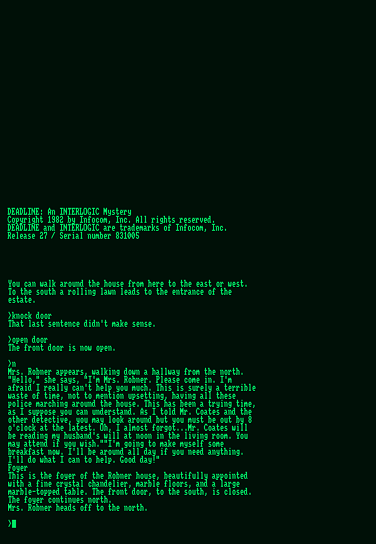 DEADLINE: An INTERLOGIC Mystery
Copyright 1982 by Infocom, Inc. All rights reserved.
DEADLINE and INTERLOGIC are trademarks of Infocom, Inc.
Release 27 / Serial number 831005
You can walk around the house from here to the east or west.
To the south a rolling lawn leads to the entrance of the
estate.
>knock door
That last sentence didn't make sense.
>open door
The front door is now open.
>n
Mrs. Robner appears, walking down a hallway from the north.
"Hello," she says, "I'm Mrs. Robner. Please come in. I'm
afraid I really can't help you much. This is surely a terrible
waste of time, not to mention upsetting, having all these
police marching around the house. This has been a trying time,
as I suppose you can understand. As I told Mr. Coates and the
other detective, you may look around but you must be out by 8
o'clock at the latest. Oh, I almost forgot...Mr. Coates will
be reading my husband's will at noon in the living room. You
may attend if you wish.""I'm going to make myself some
breakfast now. I'll be around all day if you need anything.
I'll do what I can to help. Good day!"
Foyer
This is the foyer of the Robner house, beautifully appointed
with a fine crystal chandelier, marble floors, and a large
marble-topped table. The front door, to the south, is closed.
The foyer continues north.
Mrs. Robner heads off to the north.
>